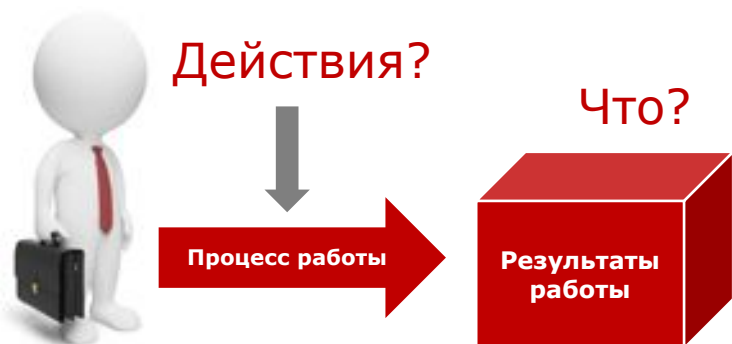 Действия?
Что?
Процесс работы
Результаты
работы